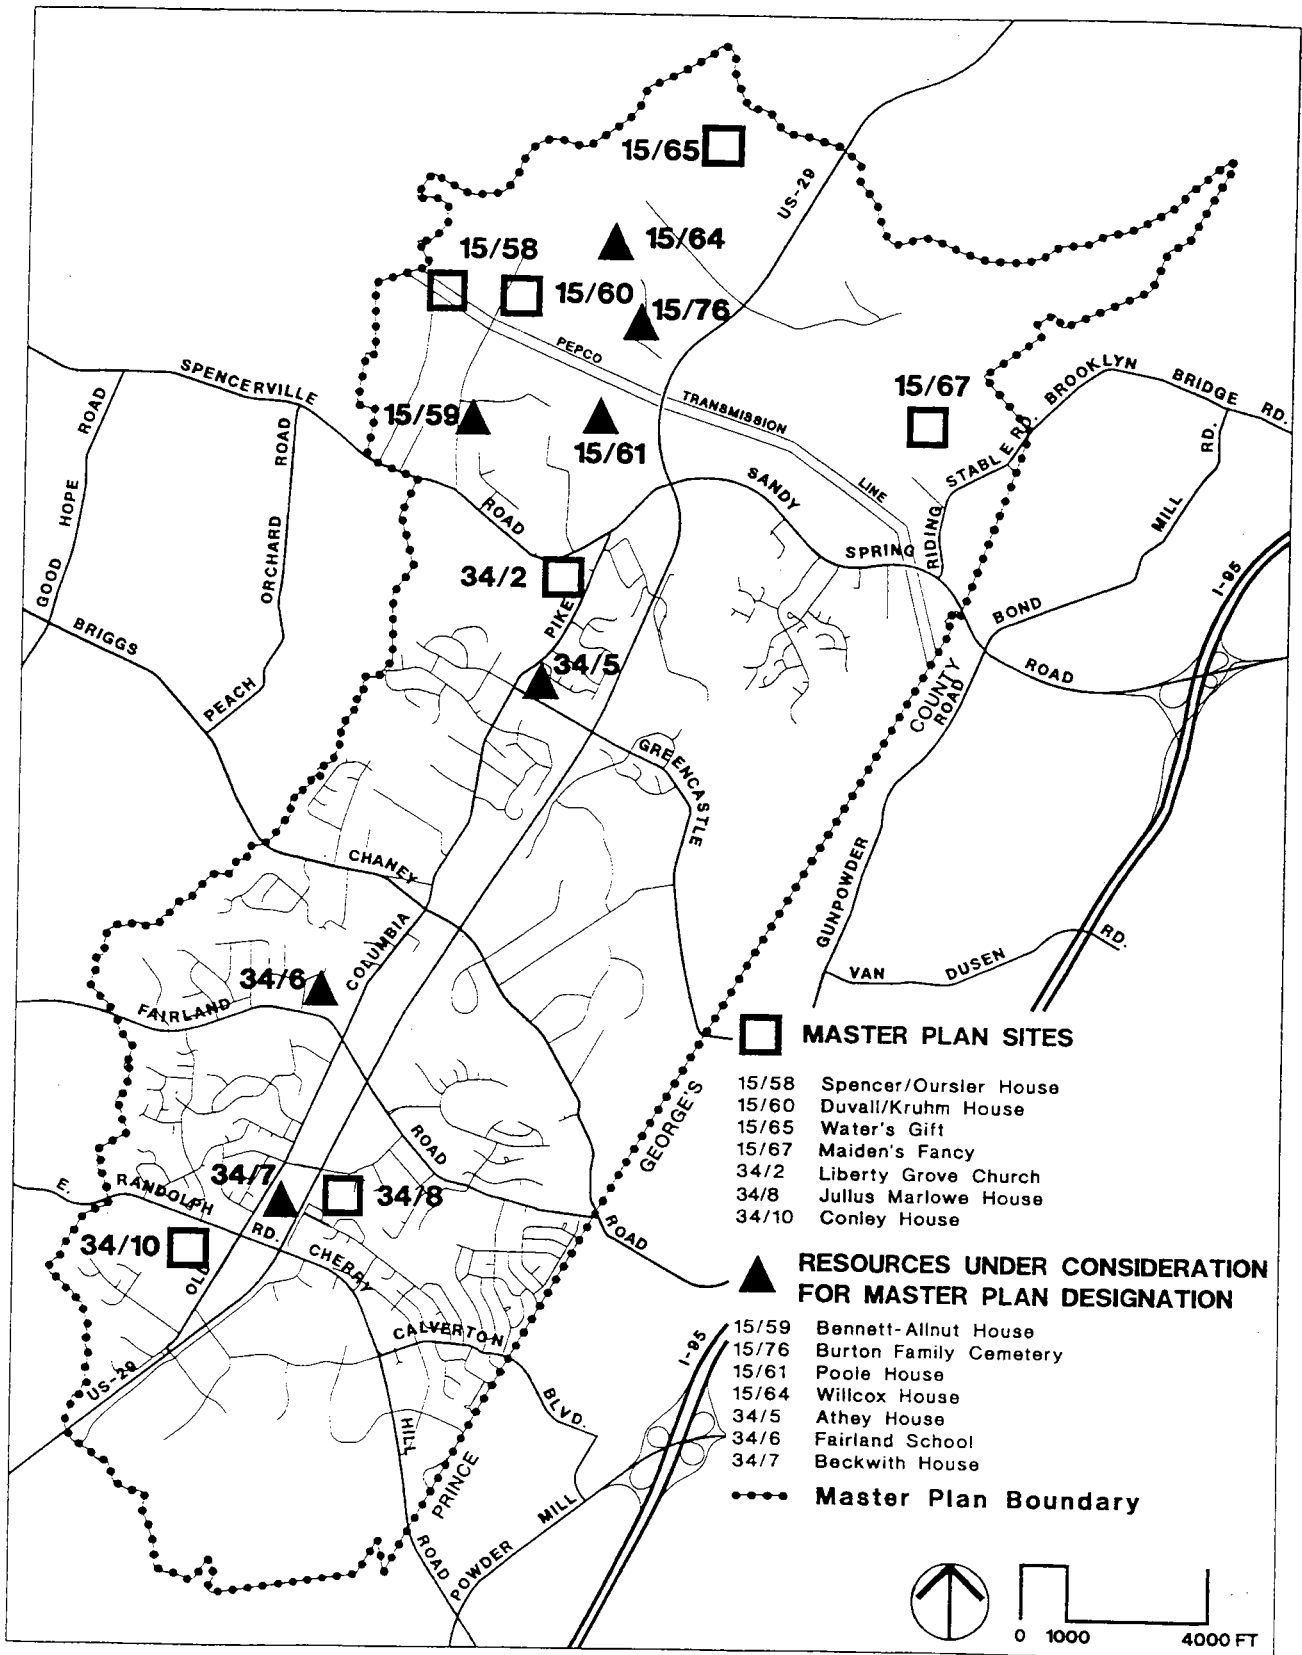 15/65
US-29
15/64
15/58
15/60
15/76
PEPCO
TRANSMISSION
LINE
15/67
SPENCERVILLE
ROAD
15/59
15/61
GOOD HOPE ROAD
PEACH ORCHARD ROAD
BRIGGS
CHANEY
ROAD
SANDY
SPRING
ROAD
RIDING STABLE RD.
BROOKLYN BRIDGE RD.
BOND MILL RD.
I-95
34/2
34/5
OLD COLUMBIA PIKE
GREENCASTLE
GUNPOWDER ROAD
VAN DUSEN RD.
34/6
FAIRLAND
ROAD
34/7
34/8
34/10
E. RANDOLPH RD.
CHERRY
HILL
ROAD
CALVERTON
BLVD.
US-29
PRINCE GEORGE'S COUNTY
POWDER MILL
I-95
MASTER PLAN SITES
15/58 Spencer/Oursler House
15/60 Duvall/Kruhm House
15/65 Water's Gift
15/67 Maiden's Fancy
34/2 Liberty Grove Church
34/8 Julius Marlowe House
34/10 Conley House
RESOURCES UNDER CONSIDERATION
FOR MASTER PLAN DESIGNATION
15/59 Bennett-Allnut House
15/76 Burton Family Cemetery
15/61 Poole House
15/64 Willcox House
34/5 Athey House
34/6 Fairland School
34/7 Beckwith House
Master Plan Boundary
0 1000 4000 FT